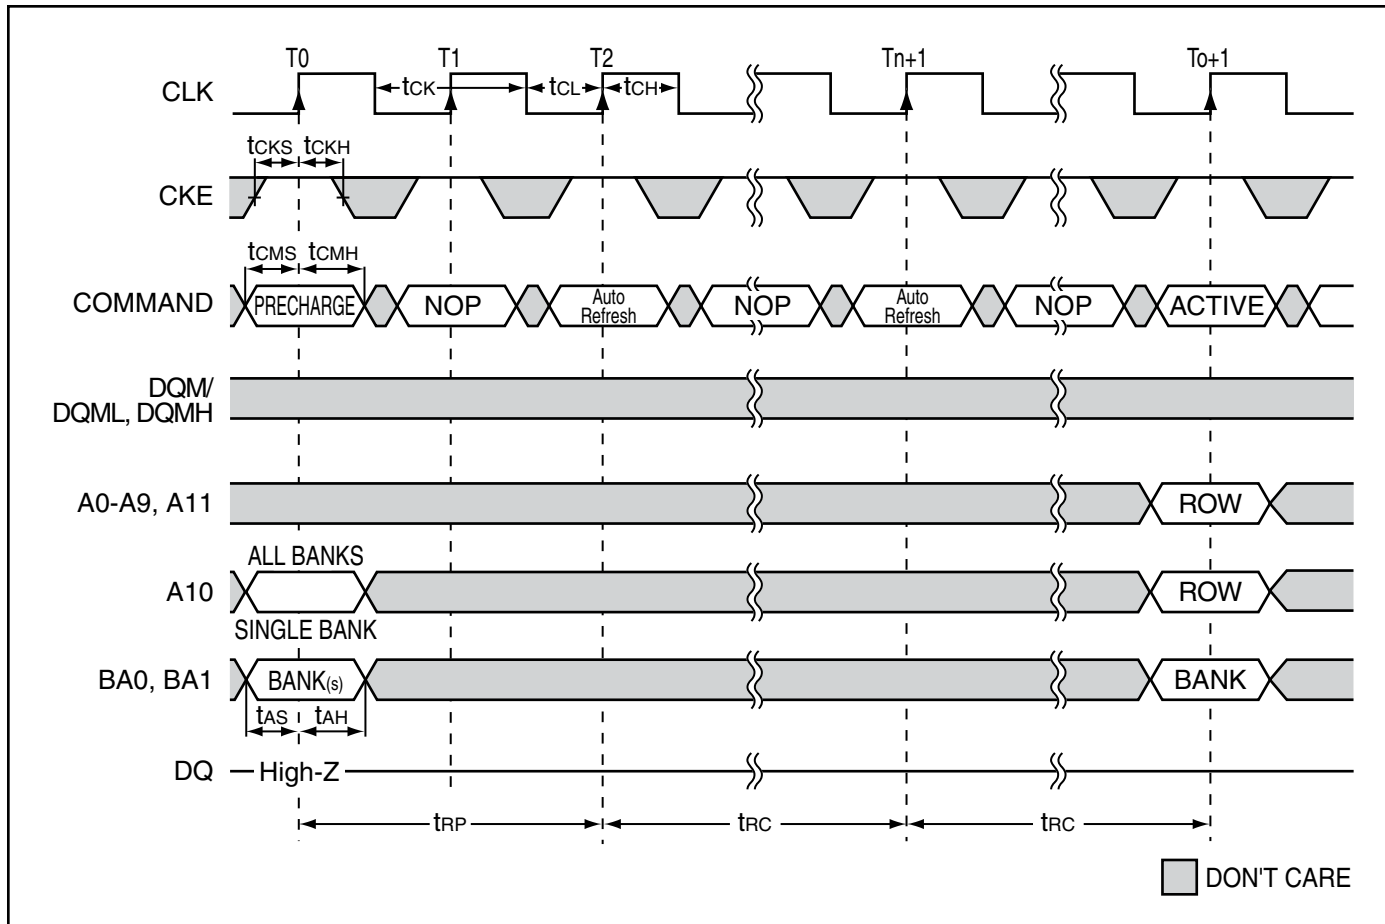 T0 T1 T2 Tn+1 To+1
CLK tCK tCL tCH
tCKS tCKH
CKE
tCMS tCMH
COMMAND PRECHARGE NOP Auto Refresh NOP Auto Refresh NOP ACTIVE
DQM/
DQML, DQMH
A0-A9, A11 ROW
ALL BANKS
A10 ROW
SINGLE BANK
BA0, BA1 BANK(s) BANK
tAS tAH
DQ High-Z
tRP tRC tRC
DON'T CARE